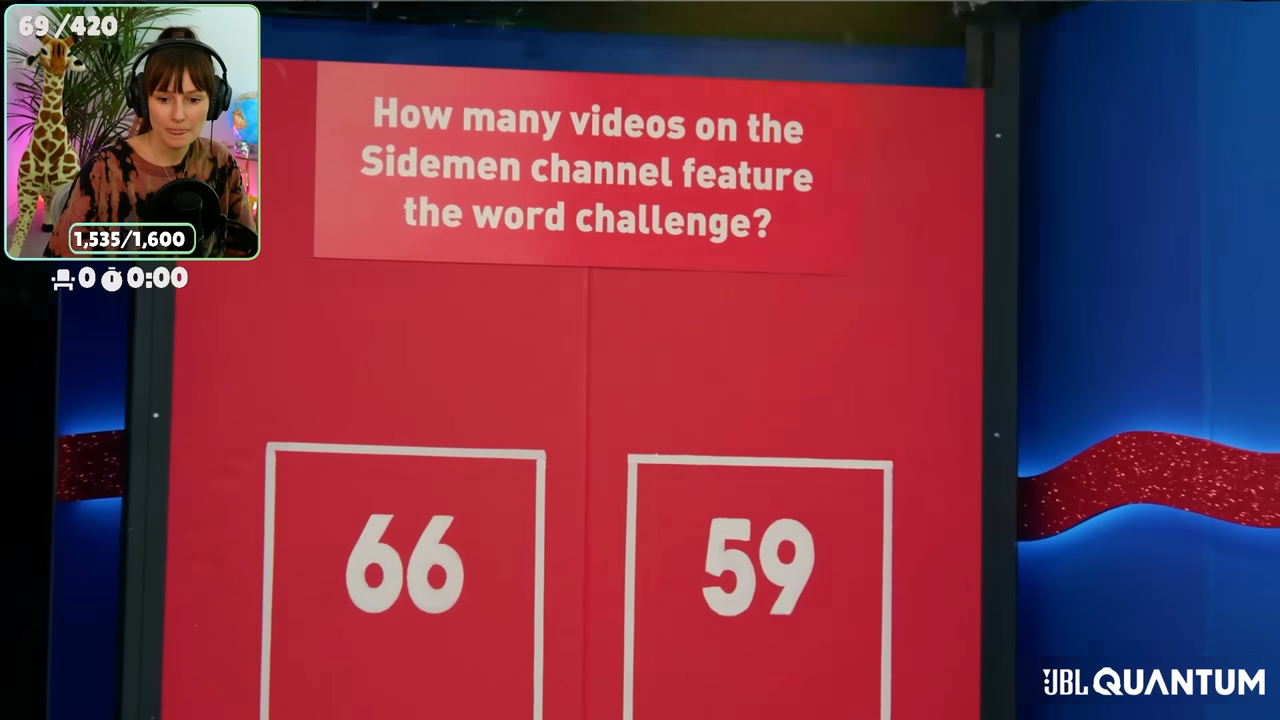 69/420
1,535/1,600
0 0:00
How many videos on the
Sidemen channel feature
the word challenge?
66
59
JBL QUANTUM